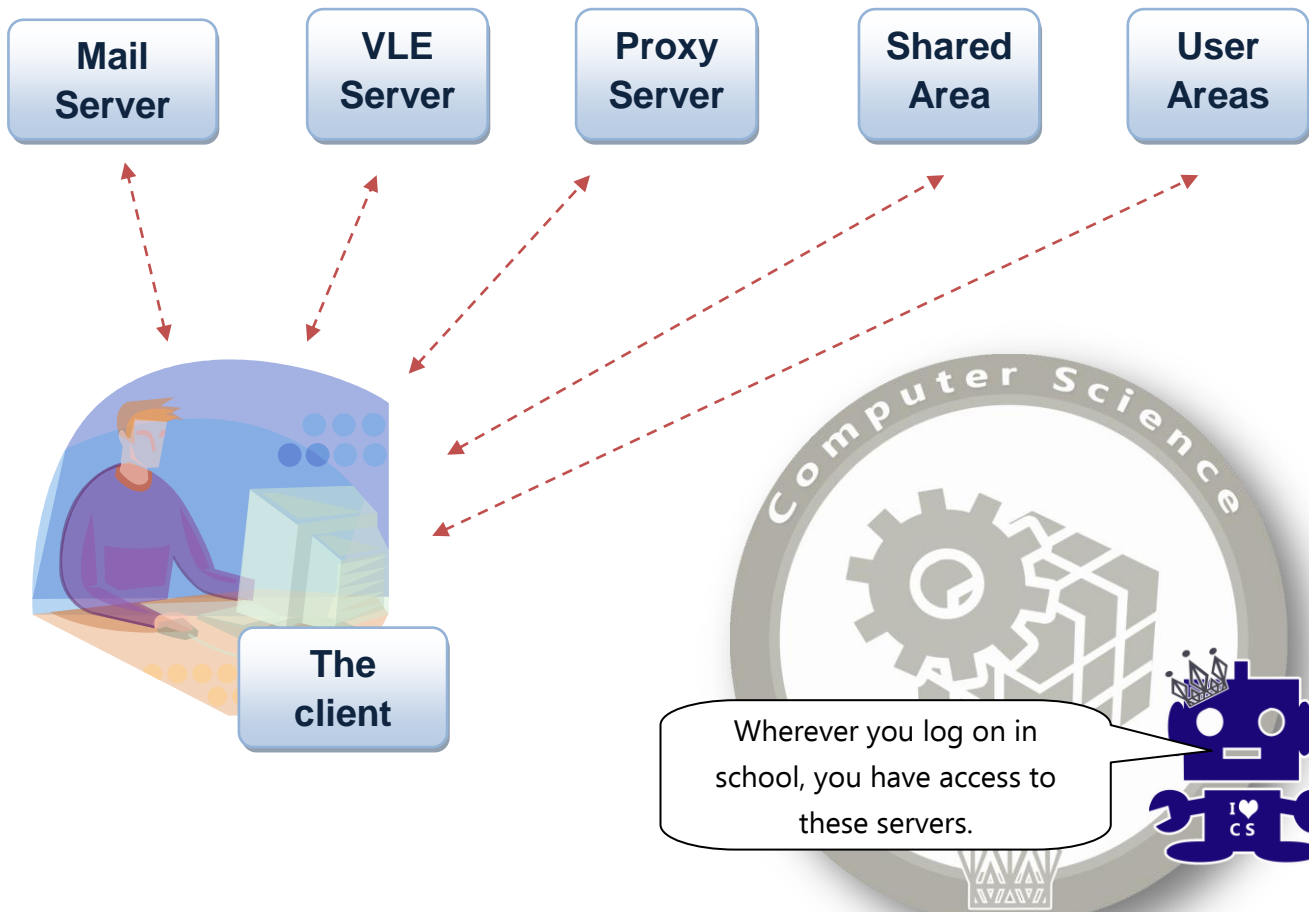 Mail
Server
VLE
Server
Proxy
Server
Shared
Area
User
Areas
Computer Science
The
client
Wherever you log on in
school, you have access to
these servers.
I♥
CS